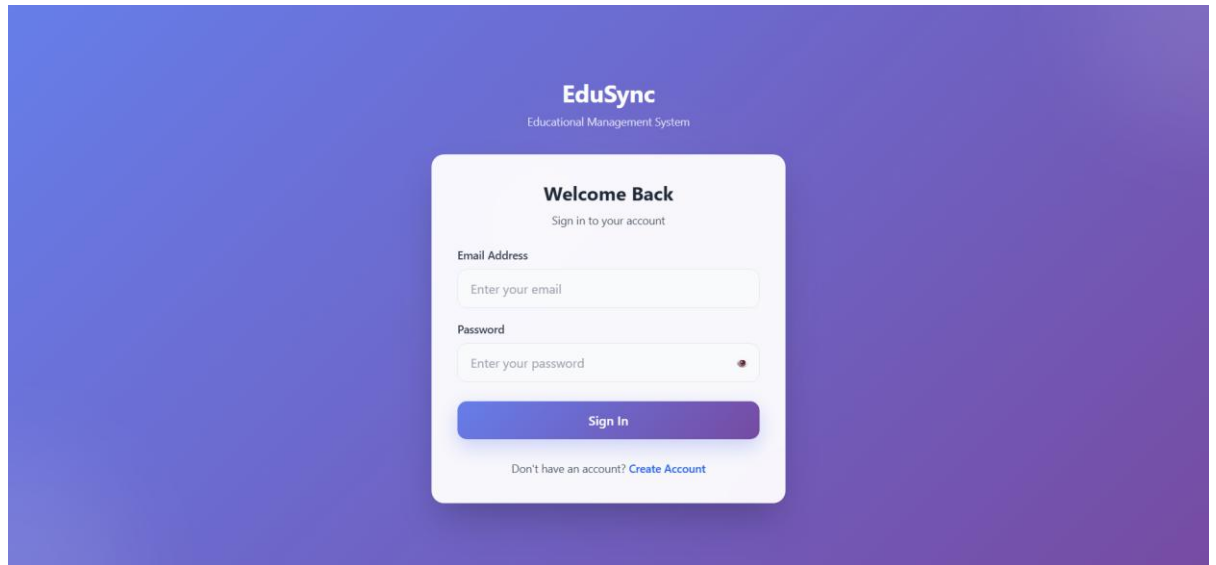 EduSync
Educational Management System
Welcome Back
Sign in to your account
Email Address
Enter your email
Password
Enter your password
Sign In
Don't have an account? Create Account